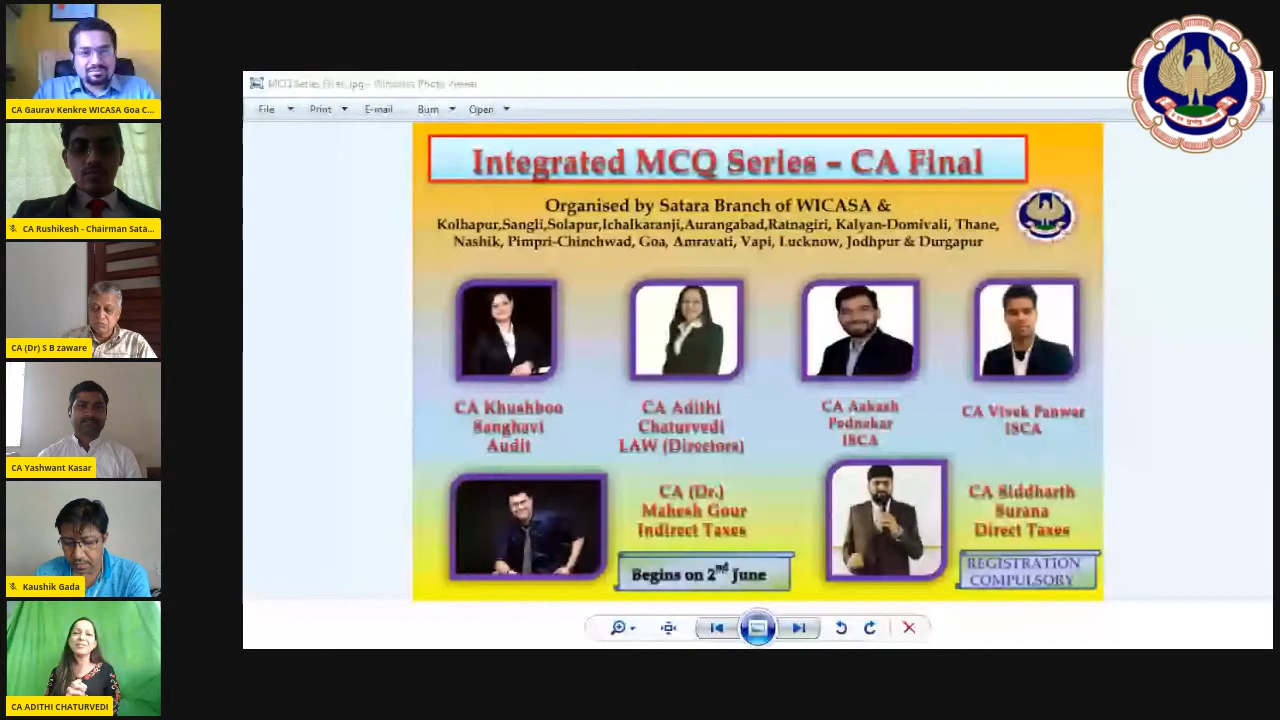 CA Gaurav Kenkre WICASA Goa C...
CA Rushikesh - Chairman Sata...
CA (Dr) S B zaware
CA Yashwant Kasar
Kaushik Gada
CA ADITHI CHATURVEDI
MCQ Series Photo Viewer
File Print E-mail Burn Open
Integrated MCQ Series – CA Final
Organised by Satara Branch of WICASA &
Kolhapur,Sangli,Solapur,Ichalkaranji,Aurangabad,Ratnagiri, Kalyan-Domivali, Thane,
Nashik, Pimpri-Chinchwad, Goa, Amravati, Vapi, Lucknow, Jodhpur & Durgapur
CA Khushboo
Sanghavi
Audit
CA Adithi
Chaturvedi
LAW (Directors)
CA Aakash
Pednekar
ISCA
CA Vivek Panwar
ISCA
CA (Dr.)
Mahesh Gour
Indirect Taxes
CA Siddharth
Surana
Direct Taxes
Begins on 2nd June
REGISTRATION
COMPULSORY